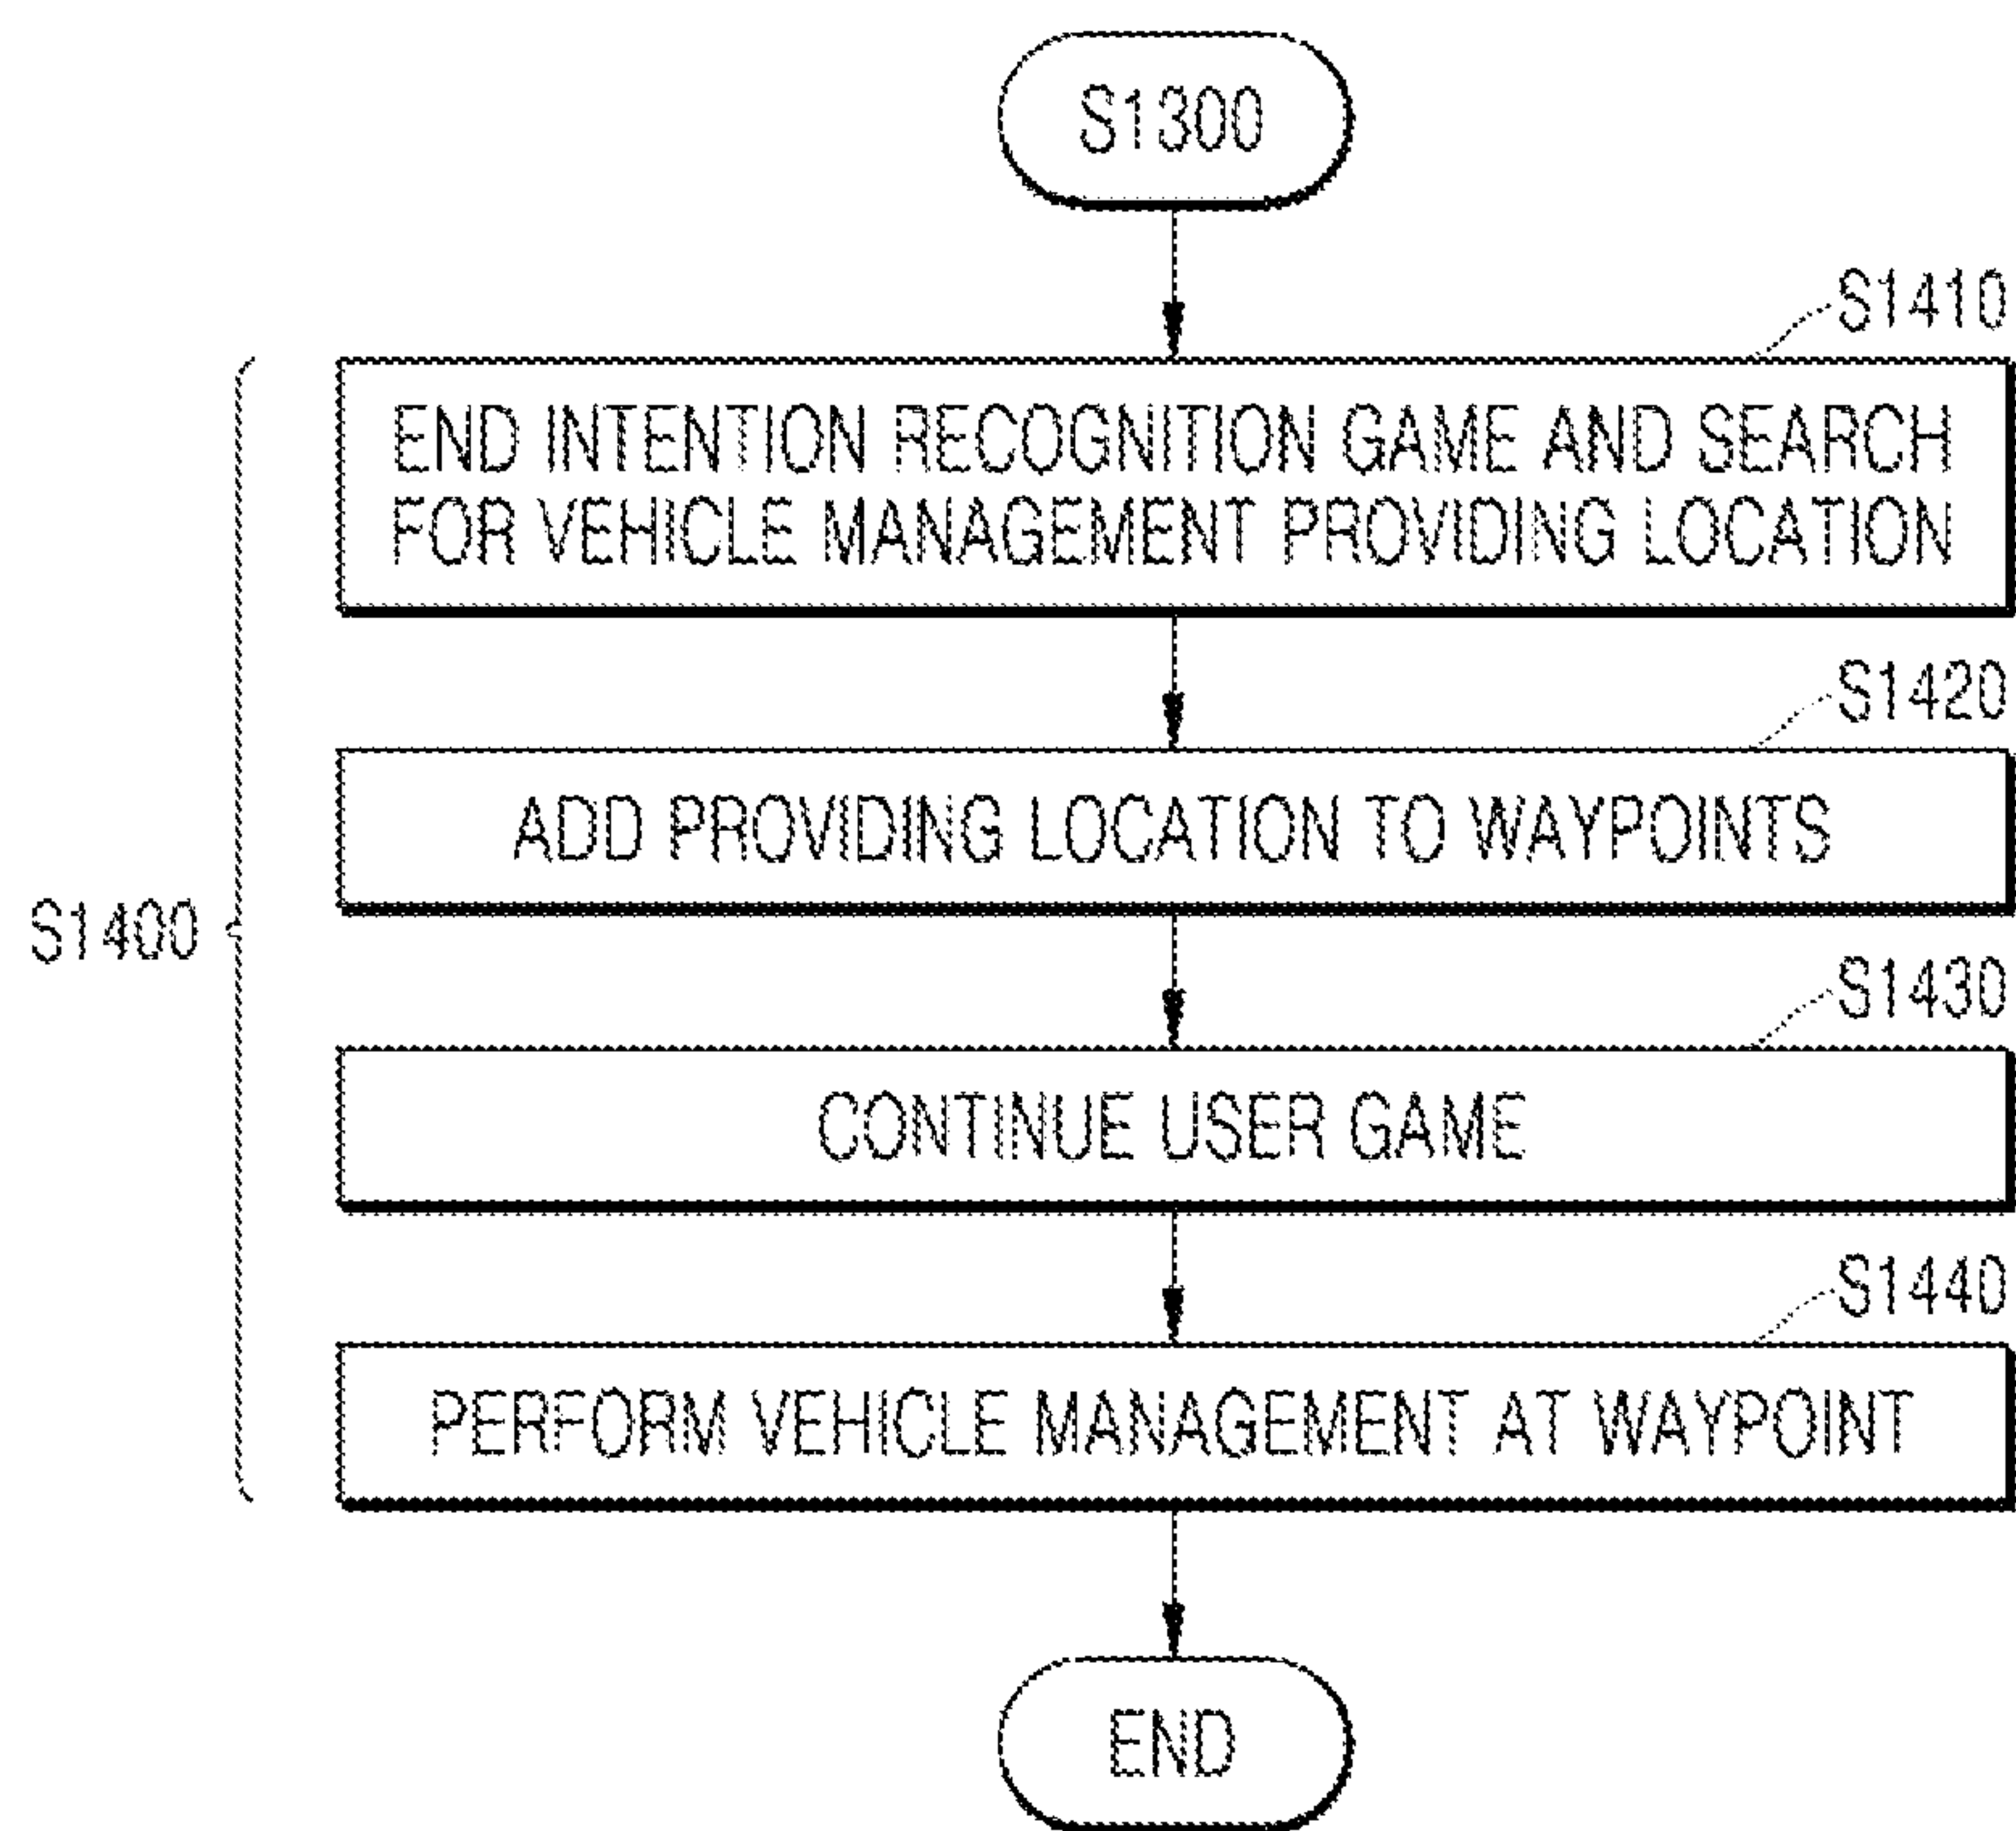 S1300
S1410
END INTENTION RECOGNITION GAME AND SEARCH
FOR VEHICLE MANAGEMENT PROVIDING LOCATION
S1420
ADD PROVIDING LOCATION TO WAYPOINTS
S1400
S1430
CONTINUE USER GAME
S1440
PERFORM VEHICLE MANAGEMENT AT WAYPOINT
END